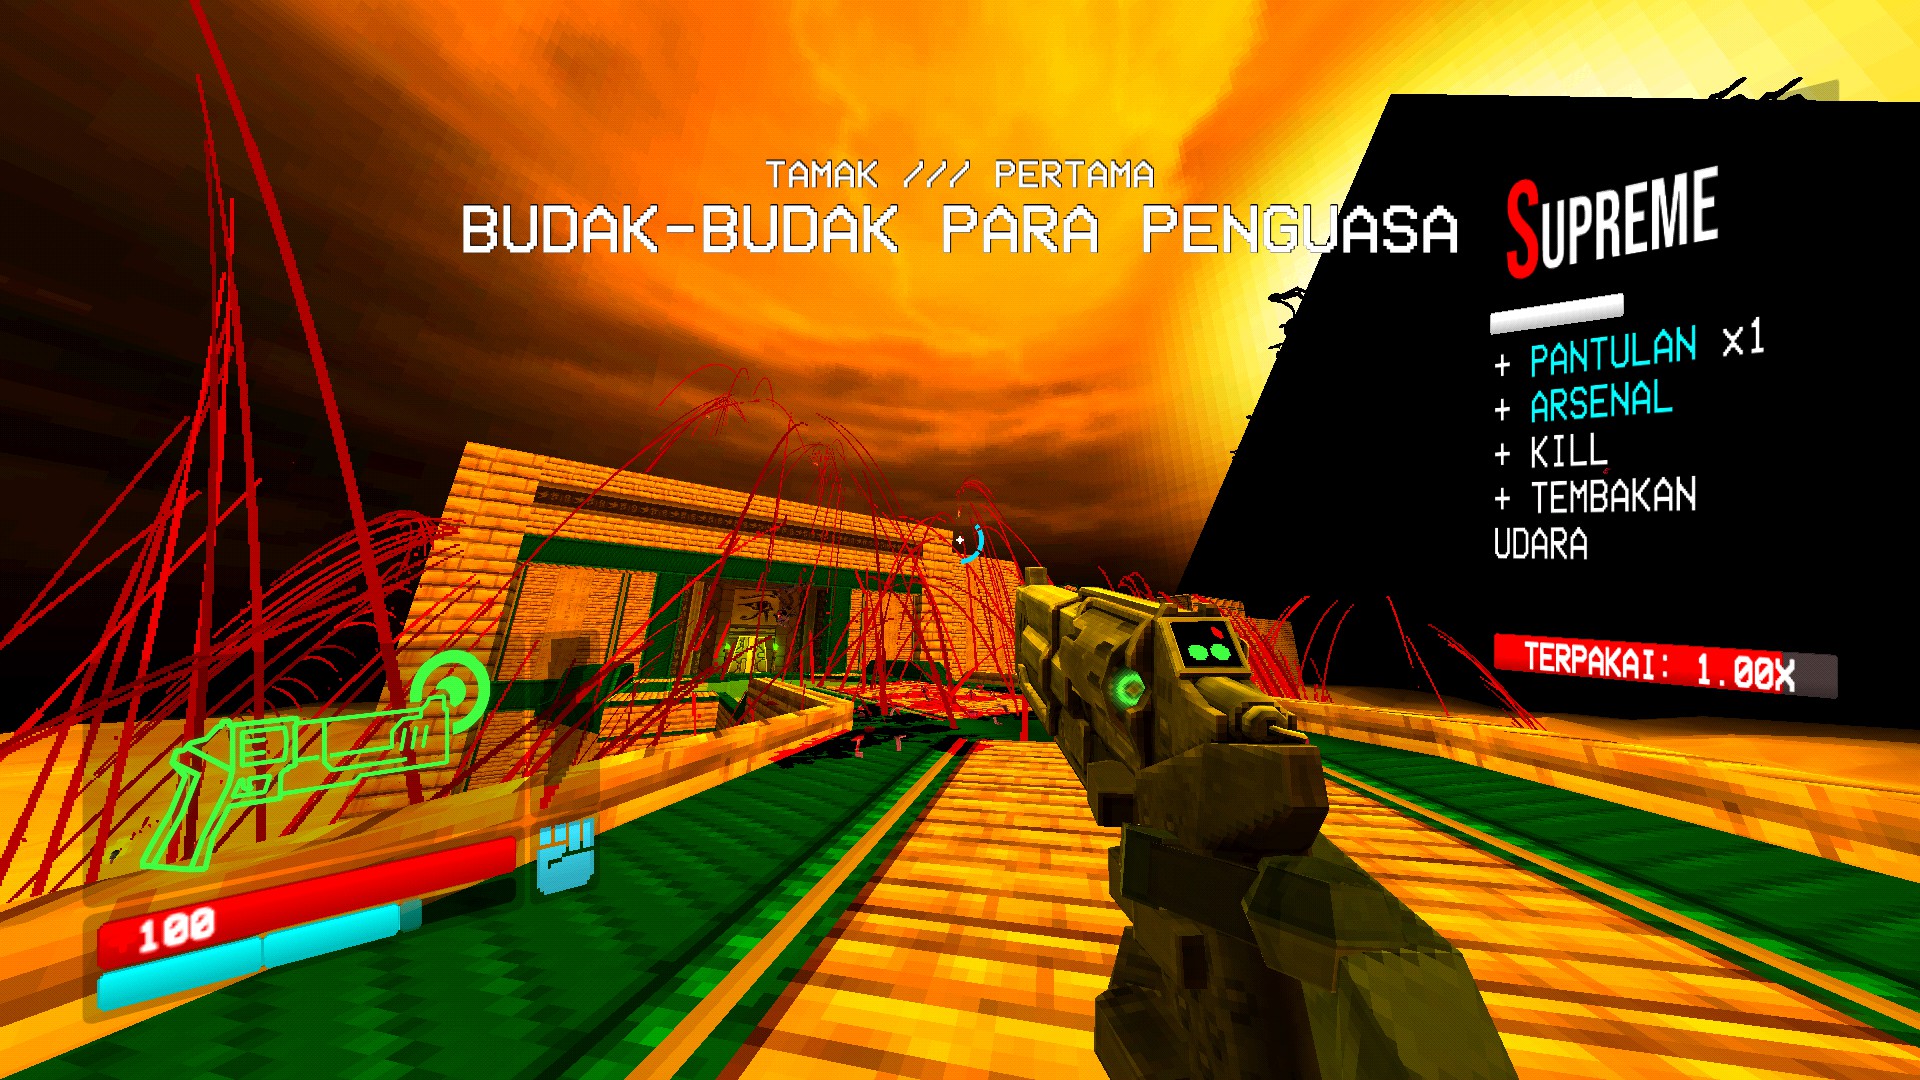 TAMAK /// PERTAMA
BUDAK-BUDAK PARA PENGUASA
SUPREME
+ PANTULAN x1
+ ARSENAL
+ KILL
+ TEMBAKAN
UDARA
TERPAKAI: 1.00X
100